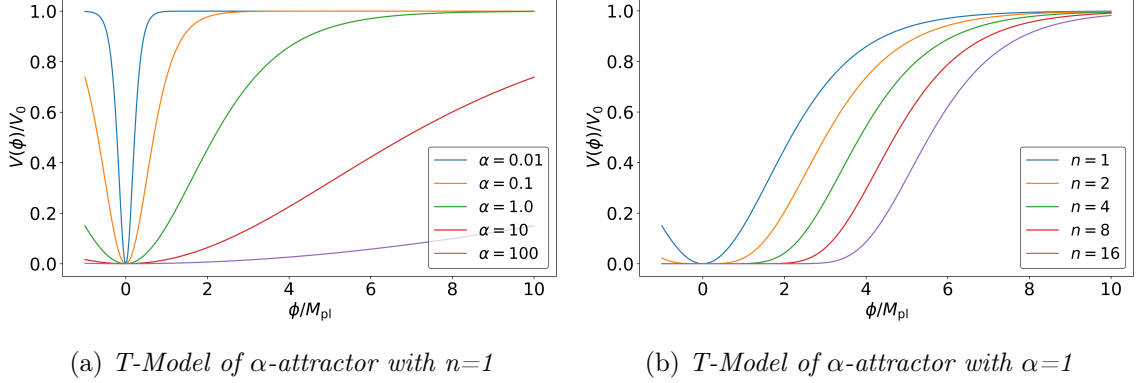 1.0
0.8
0.6
0.4
0.2
0.0
V(ϕ)/V₀
0 2 4 6 8 10
ϕ/Mₚₗ
α = 0.01
α = 0.1
α = 1.0
α = 10
α = 100
(a) T-Model of α-attractor with n=1
1.0
0.8
0.6
0.4
0.2
0.0
V(ϕ)/V₀
0 2 4 6 8 10
ϕ/Mₚₗ
n = 1
n = 2
n = 4
n = 8
n = 16
(b) T-Model of α-attractor with α=1